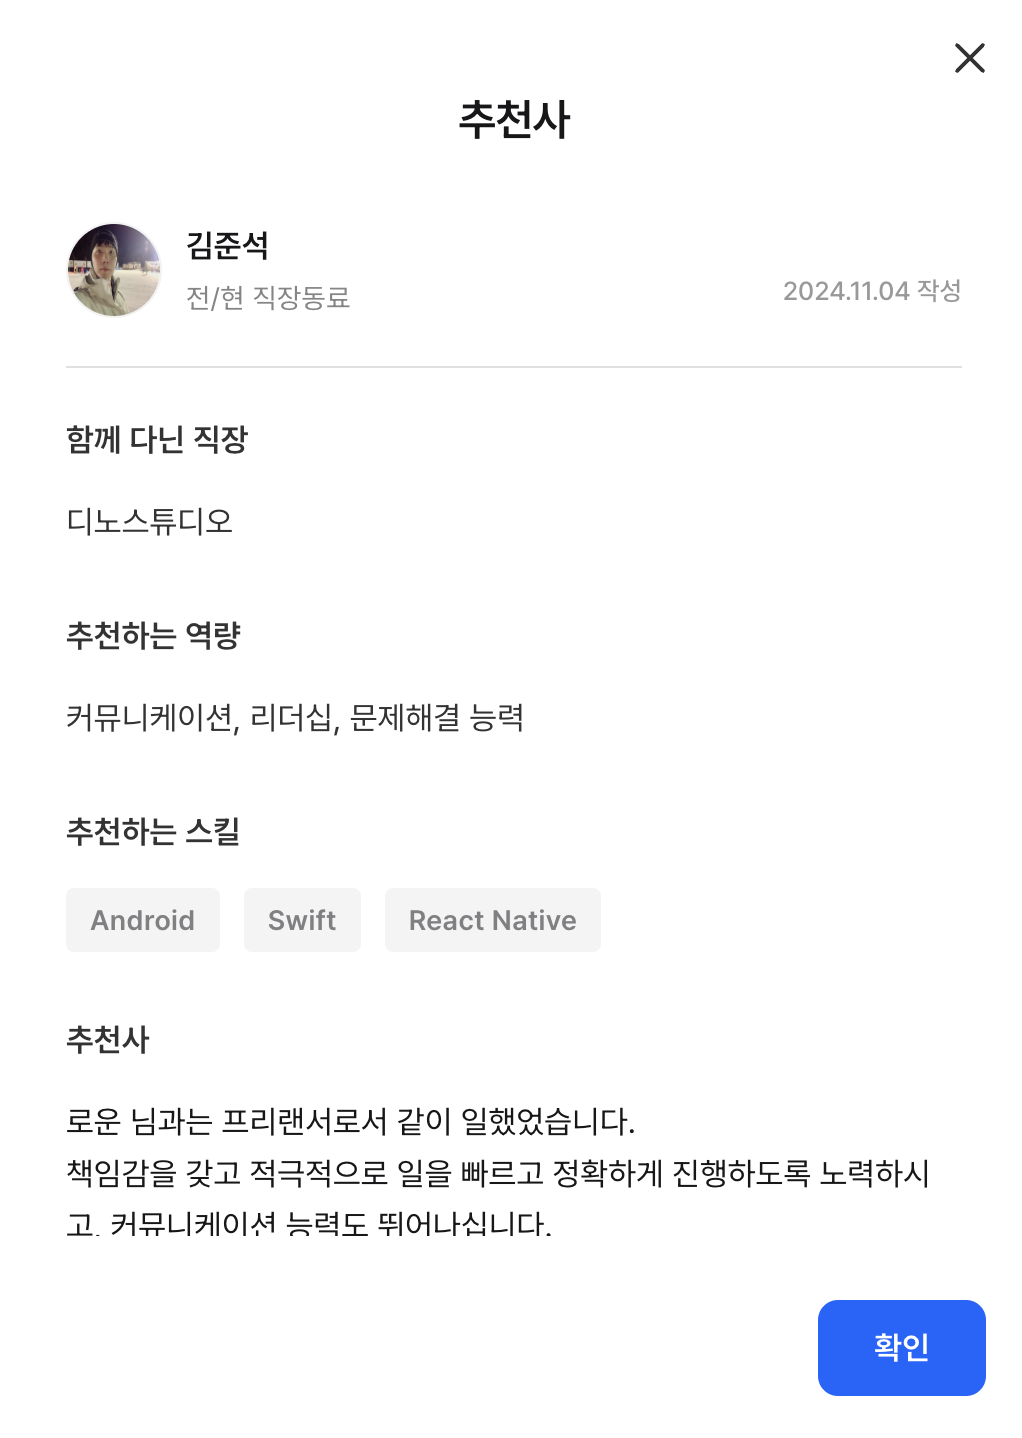 추천사
김준석
전/현 직장동료
2024.11.04 작성
함께 다닌 직장
디노스튜디오
추천하는 역량
커뮤니케이션, 리더십, 문제해결 능력
추천하는 스킬
Android
Swift
React Native
추천사
로운 님과는 프리랜서로서 같이 일했었습니다.
책임감을 갖고 적극적으로 일을 빠르고 정확하게 진행하도록 노력하시
고, 커뮤니케이션 능력도 뛰어나십니다.
확인